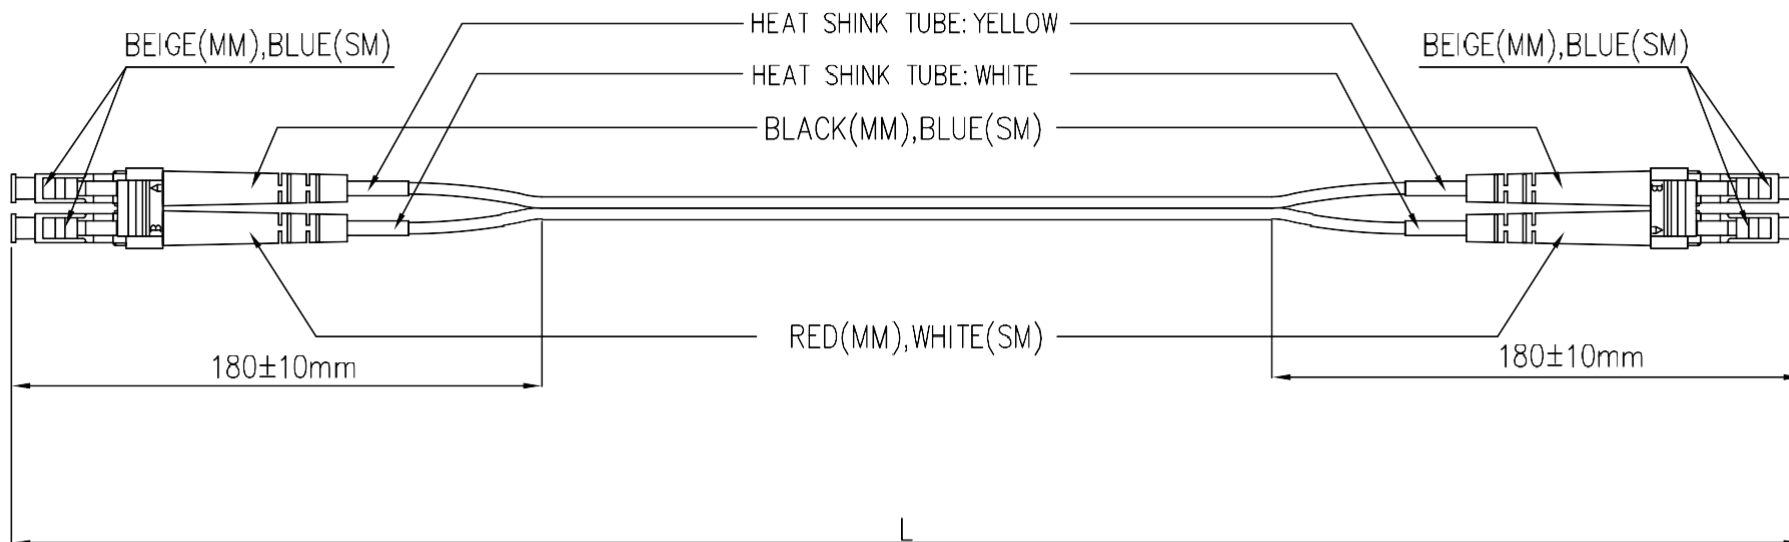 HEAT SHINK TUBE: YELLOW
BEIGE(MM),BLUE(SM)
BEIGE(MM),BLUE(SM)
HEAT SHINK TUBE: WHITE
BLACK(MM),BLUE(SM)
A
B
B
A
RED(MM),WHITE(SM)
180±10mm
180±10mm
L